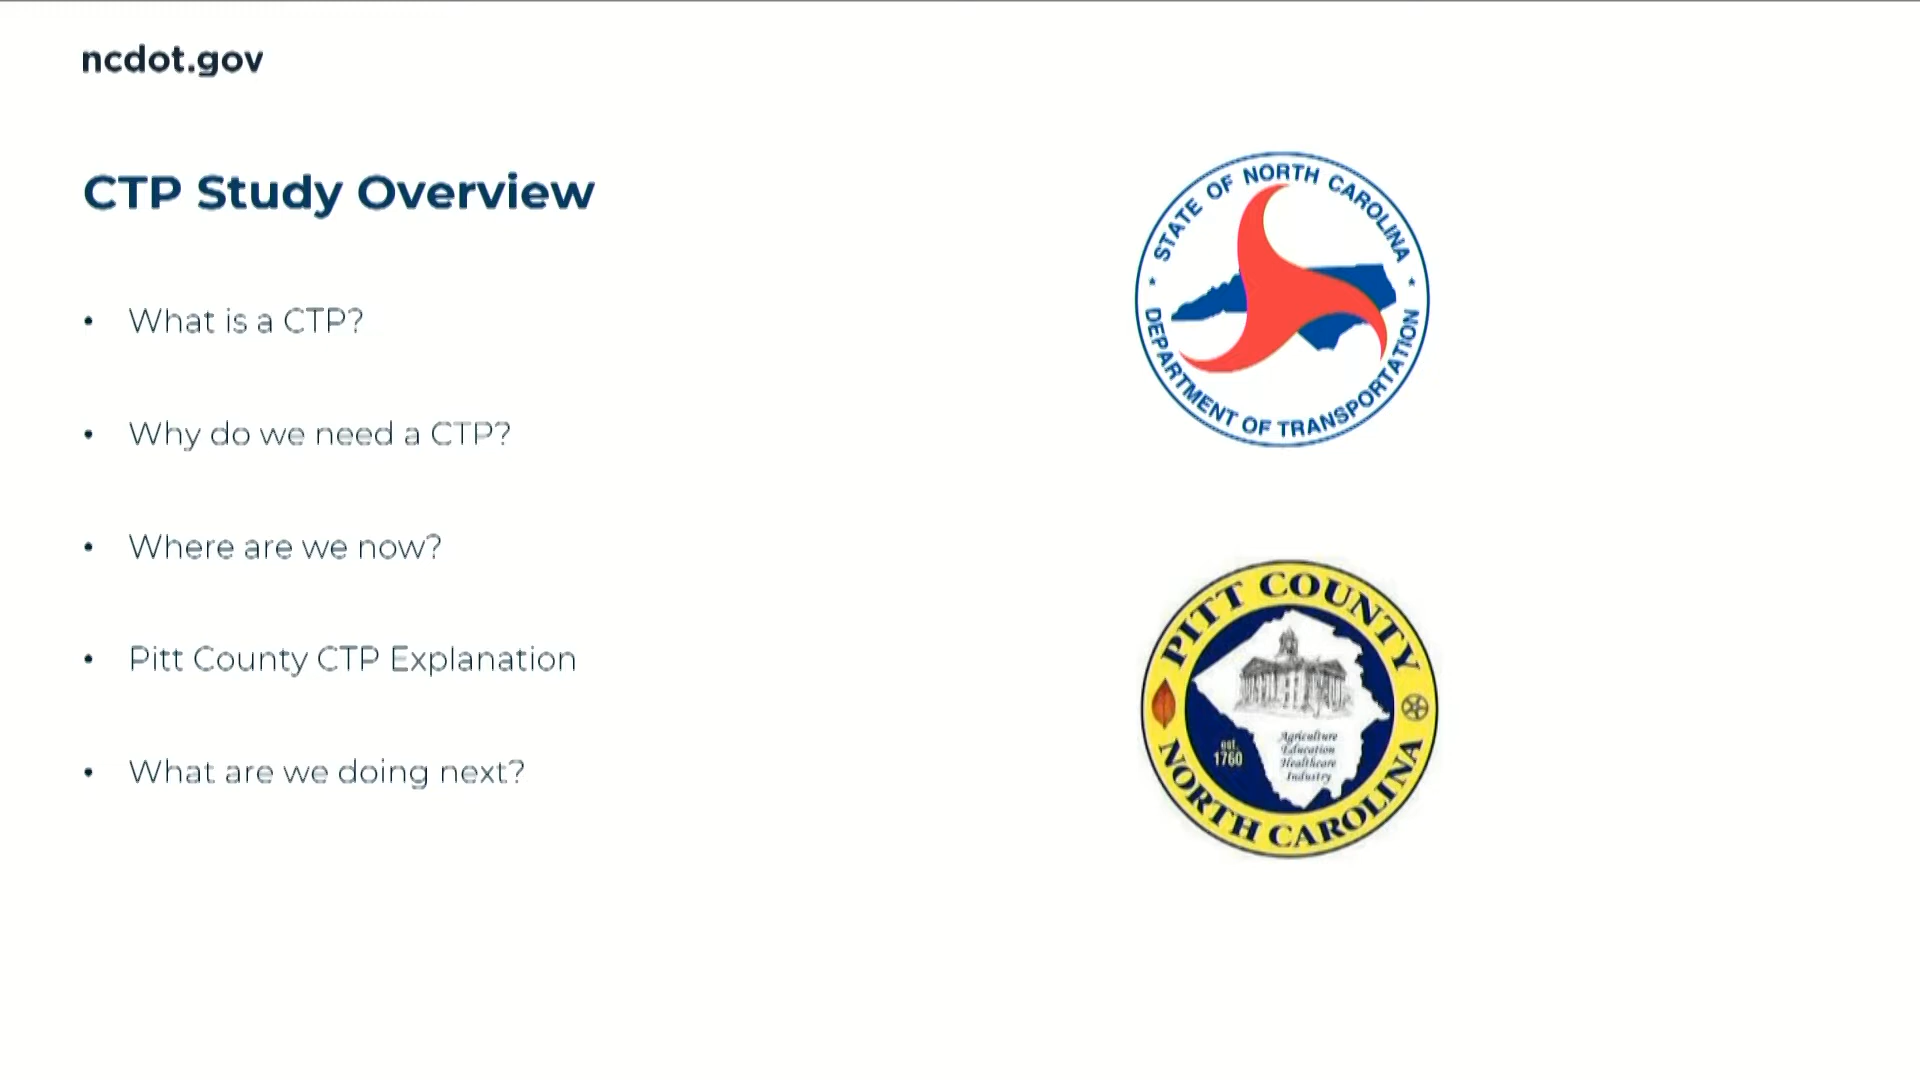 ncdot.gov
CTP Study Overview
• What is a CTP?
• Why do we need a CTP?
• Where are we now?
• Pitt County CTP Explanation
• What are we doing next?
STATE OF NORTH CAROLINA
DEPARTMENT OF TRANSPORTATION
PITT COUNTY
est.
1760
Agriculture
Education
Healthcare
Industry
NORTH CAROLINA